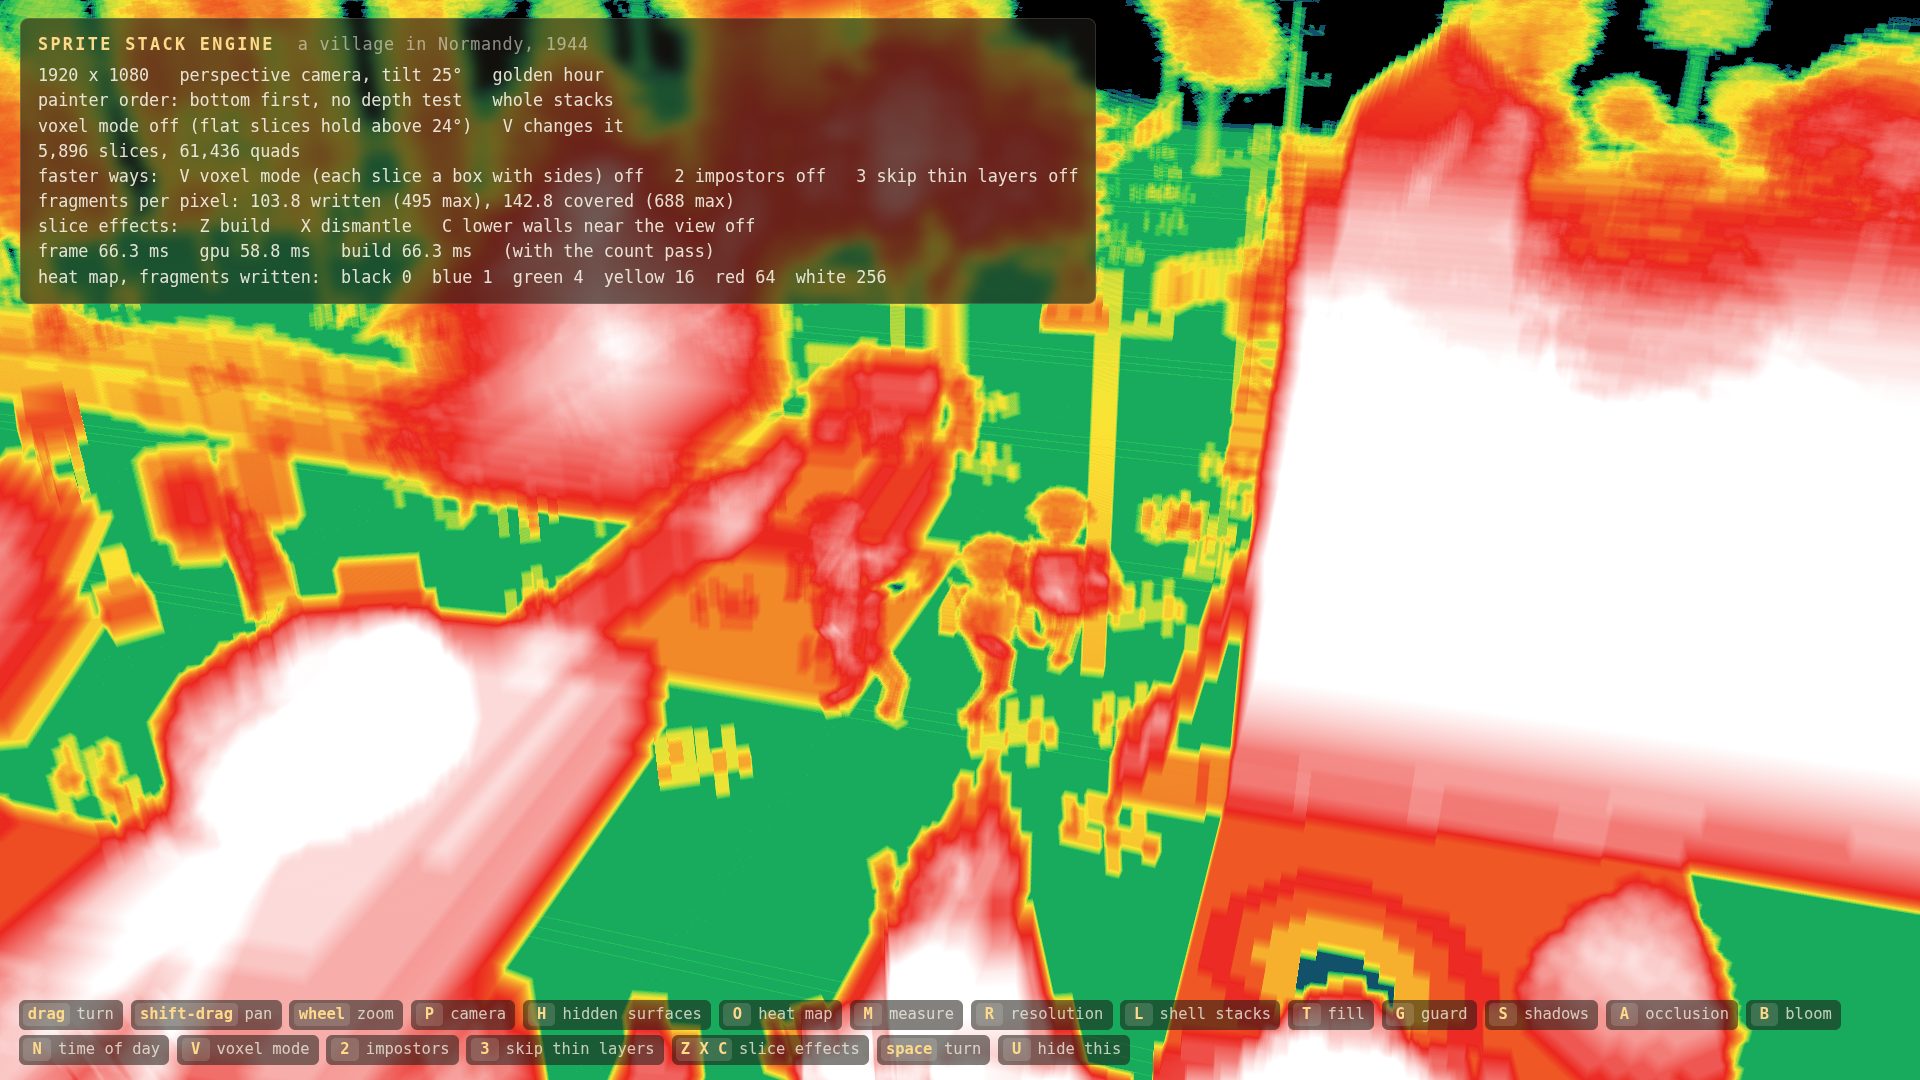 SPRITE STACK ENGINE a village in Normandy, 1944
1920 x 1080 perspective camera, tilt 25° golden hour
painter order: bottom first, no depth test whole stacks
voxel mode off (flat slices hold above 24°) V changes it
5,896 slices, 61,436 quads
faster ways: V voxel mode (each slice a box with sides) off 2 impostors off 3 skip thin layers off
fragments per pixel: 103.8 written (495 max), 142.8 covered (688 max)
slice effects: Z build X dismantle C lower walls near the view off
frame 66.3 ms gpu 58.8 ms build 66.3 ms (with the count pass)
heat map, fragments written: black 0 blue 1 green 4 yellow 16 red 64 white 256
drag turn shift-drag pan wheel zoom P camera H hidden surfaces O heat map M measure R resolution L shell stacks T fill G guard S shadows A occlusion B bloom
N time of day V voxel mode 2 impostors 3 skip thin layers Z X C slice effects space turn U hide this